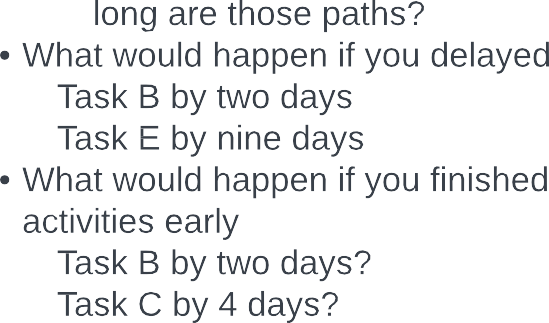 long are those paths?
• What would happen if you delayed
Task B by two days
Task E by nine days
• What would happen if you finished
activities early
Task B by two days?
Task C by 4 days?